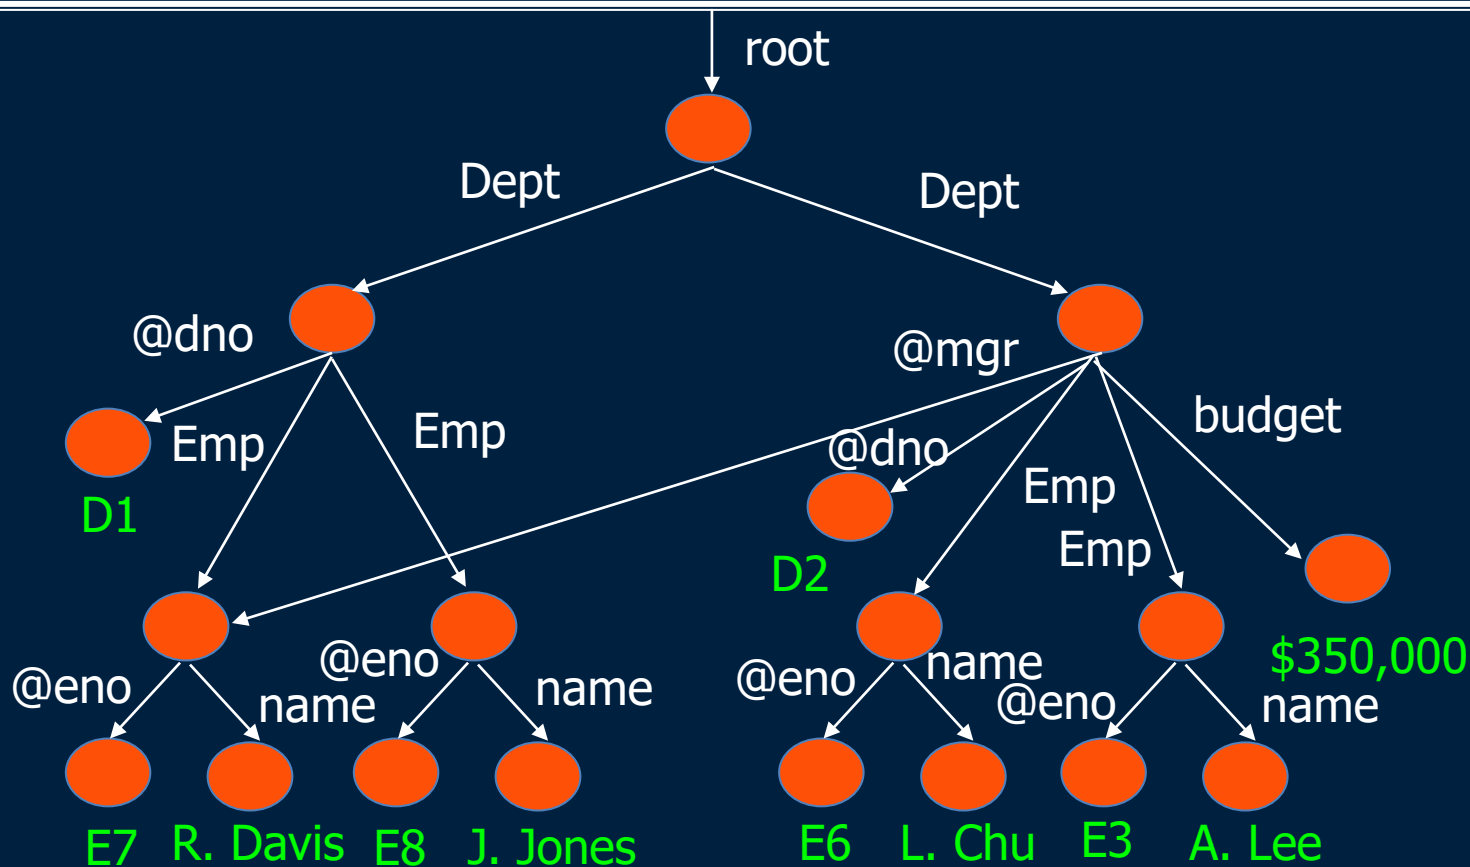 root
Dept
Dept
@dno
@mgr
Emp
Emp
@dno
budget
D1
Emp
Emp
D2
@eno
name
@eno
name
@eno
name
@eno
name
$350,000
E7
R. Davis
E8
J. Jones
E6
L. Chu
E3
A. Lee